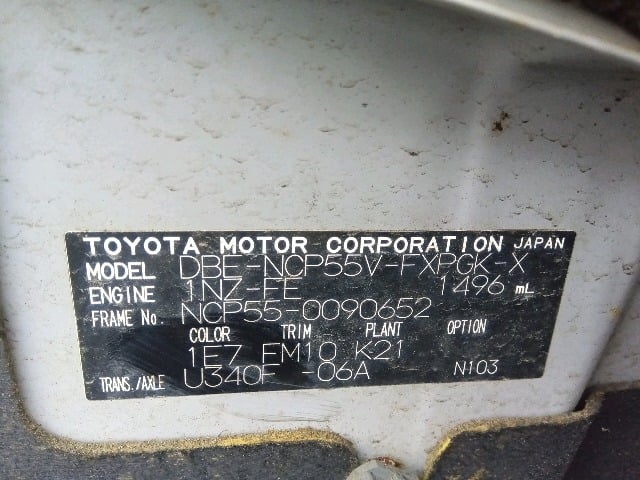 TOYOTA MOTOR CORPORATION JAPAN
MODEL DBE-NCP55V-FXPGK-X
ENGINE 1NZ-FE 1496 mL
FRAME No. NCP55-0090652
COLOR TRIM PLANT OPTION
1E7 FM10 K21
TRANS./AXLE U340F -06A N103